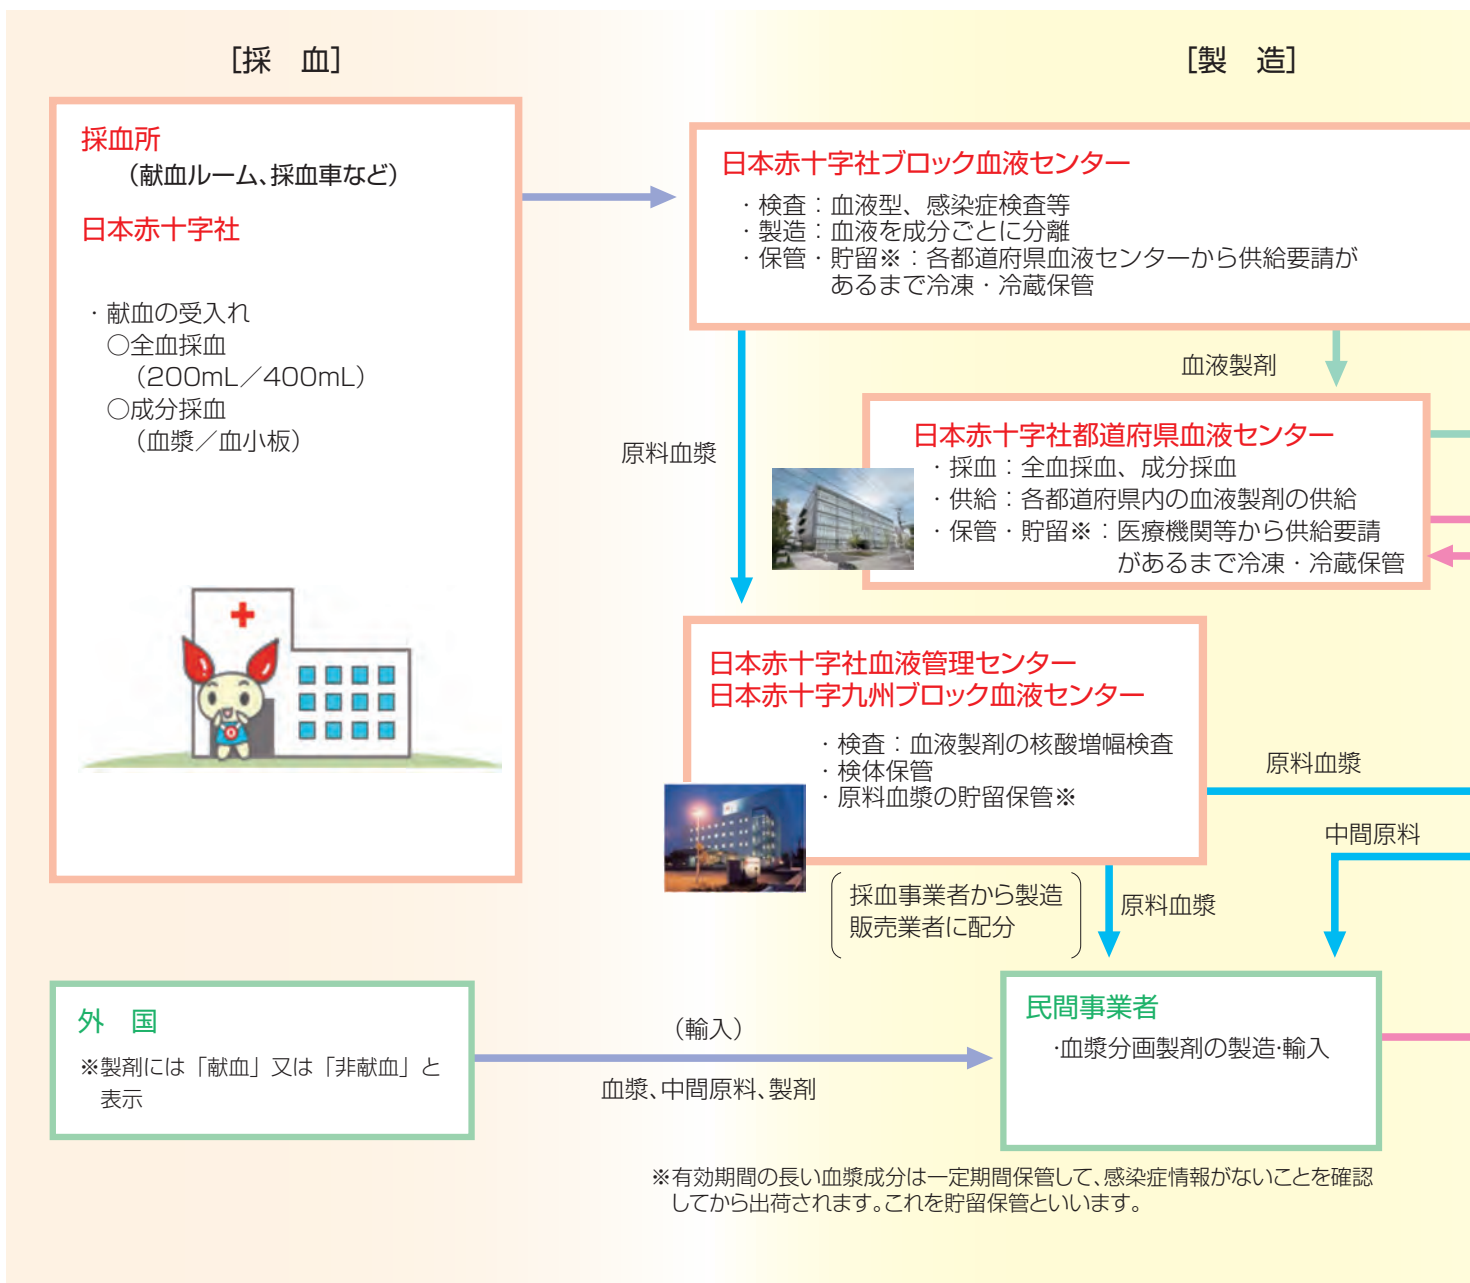 ［採　血］
採血所
（献血ルーム、採血車など）
日本赤十字社
・献血の受入れ
○全血採血
（200mL／400mL）
○成分採血
（血漿／血小板）
外　国
※製剤には「献血」又は「非献血」と
表示
［製　造］
日本赤十字社ブロック血液センター
・検査：血液型、感染症検査等
・製造：血液を成分ごとに分離
・保管・貯留※：各都道府県血液センターから供給要請が
あるまで冷凍・冷蔵保管
血液製剤
原料血漿
日本赤十字社都道府県血液センター
・採血：全血採血、成分採血
・供給：各都道府県内の血液製剤の供給
・保管・貯留※：医療機関等から供給要請
があるまで冷凍・冷蔵保管
日本赤十字社血液管理センター
日本赤十字九州ブロック血液センター
・検査：血液製剤の核酸増幅検査
・検体保管
・原料血漿の貯留保管※
原料血漿
中間原料
採血事業者から製造
販売業者に配分
原料血漿
（輸入）
血漿、中間原料、製剤
民間事業者
・血漿分画製剤の製造・輸入
※有効期間の長い血漿成分は一定期間保管して、感染症情報がないことを確認
してから出荷されます。これを貯留保管といいます。